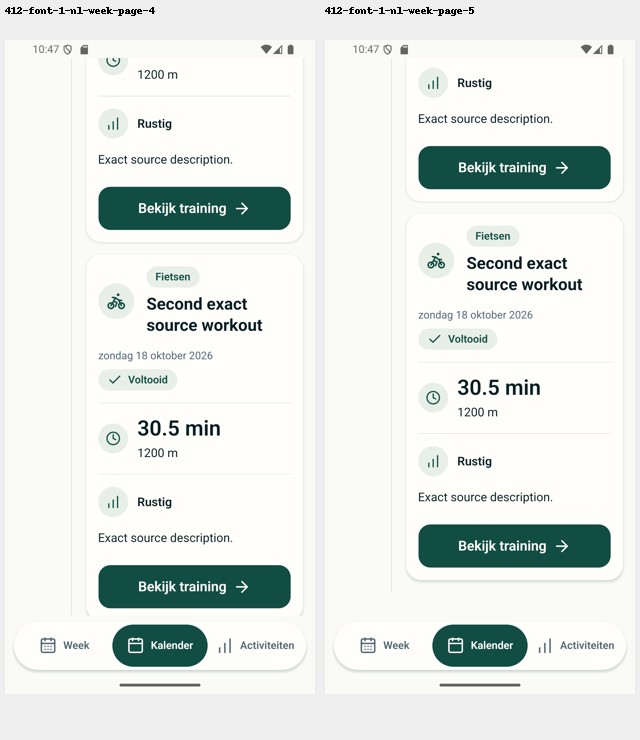 412-font-1-nl-week-page-4
10:47
1200 m
Rustig
Exact source description.
Bekijk training
Fietsen
Second exact
source workout
zondag 18 oktober 2026
Voltooid
30.5 min
1200 m
Rustig
Exact source description.
Bekijk training
Week
Kalender
Activiteiten
412-font-1-nl-week-page-5
10:47
Rustig
Exact source description.
Bekijk training
Fietsen
Second exact
source workout
zondag 18 oktober 2026
Voltooid
30.5 min
1200 m
Rustig
Exact source description.
Bekijk training
Week
Kalender
Activiteiten